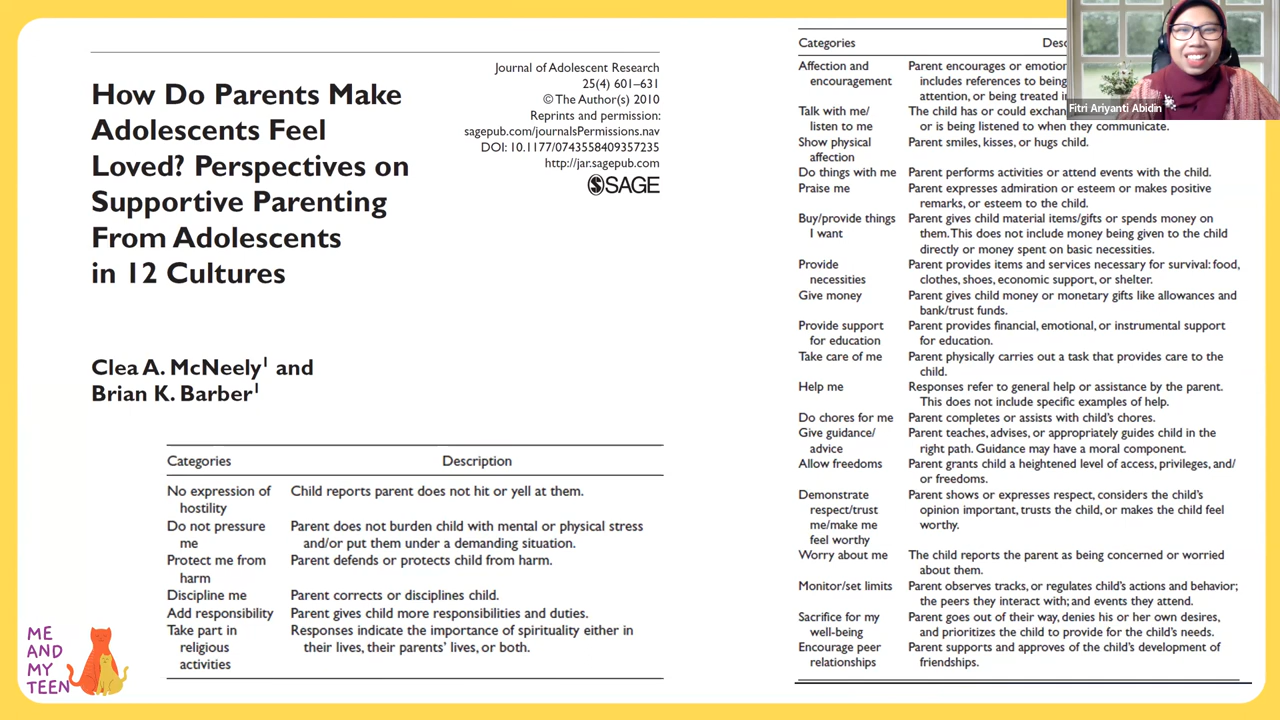 How Do Parents Make
Adolescents Feel
Loved? Perspectives on
Supportive Parenting
From Adolescents
in 12 Cultures
Journal of Adolescent Research
25(4) 601–631
© The Author(s) 2010
Reprints and permission:
sagepub.com/journalsPermissions.nav
DOI: 10.1177/0743558409357235
http://jar.sagepub.com
SAGE
Clea A. McNeely1 and
Brian K. Barber1
Categories Description
No expression of Child reports parent does not hit or yell at them.
hostility
Do not pressure Parent does not burden child with mental or physical stress
me and/or put them under a demanding situation.
Protect me from Parent defends or protects child from harm.
harm
Discipline me Parent corrects or disciplines child.
Add responsibility Parent gives child more responsibilities and duties.
Take part in Responses indicate the importance of spirituality either in
religious their lives, their parents' lives, or both.
activities
ME
AND
MY
TEEN
Categories
Affection and Parent encourages or
encouragement includes references to being
attention, or being treated
Talk with me/ The child has or could
listen to me or is being listened to when they communicate.
Show physical Parent smiles, kisses, or hugs child.
affection
Do things with me Parent performs activities or attend events with the child.
Praise me Parent expresses admiration or esteem or makes positive
remarks, or esteem to the child.
Buy/provide things Parent gives child material items/gifts or spends money on
I want them. This does not include money being given to the child
directly or money spent on basic necessities.
Provide Parent provides items and services necessary for survival: food,
necessities clothes, shoes, economic support, or shelter.
Give money Parent gives child money or monetary gifts like allowances and
bank/trust funds.
Provide support Parent provides financial, emotional, or instrumental support
for education for education.
Take care of me Parent physically carries out a task that provides care to the
child.
Help me Responses refer to general help or assistance by the parent.
This does not include specific examples of help.
Do chores for me Parent completes or assists with child's chores.
Give guidance/ Parent teaches, advises, or appropriately guides child in the
advice right path. Guidance may have a moral component.
Allow freedoms Parent grants child a heightened level of access, privileges, and/
or freedoms.
Demonstrate Parent shows or expresses respect, considers the child's
respect/trust opinion important, trusts the child, or makes the child feel
me/make me worthy.
feel worthy
Worry about me The child reports the parent as being concerned or worried
about them.
Monitor/set limits Parent observes tracks, or regulates child's actions and behavior;
the peers they interact with; and events they attend.
Sacrifice for my Parent goes out of their way, denies his or her own desires,
well-being and prioritizes the child to provide for the child's needs.
Encourage peer Parent supports and approves of the child's development of
relationships friendships.
Fitri Ariyanti Abidin